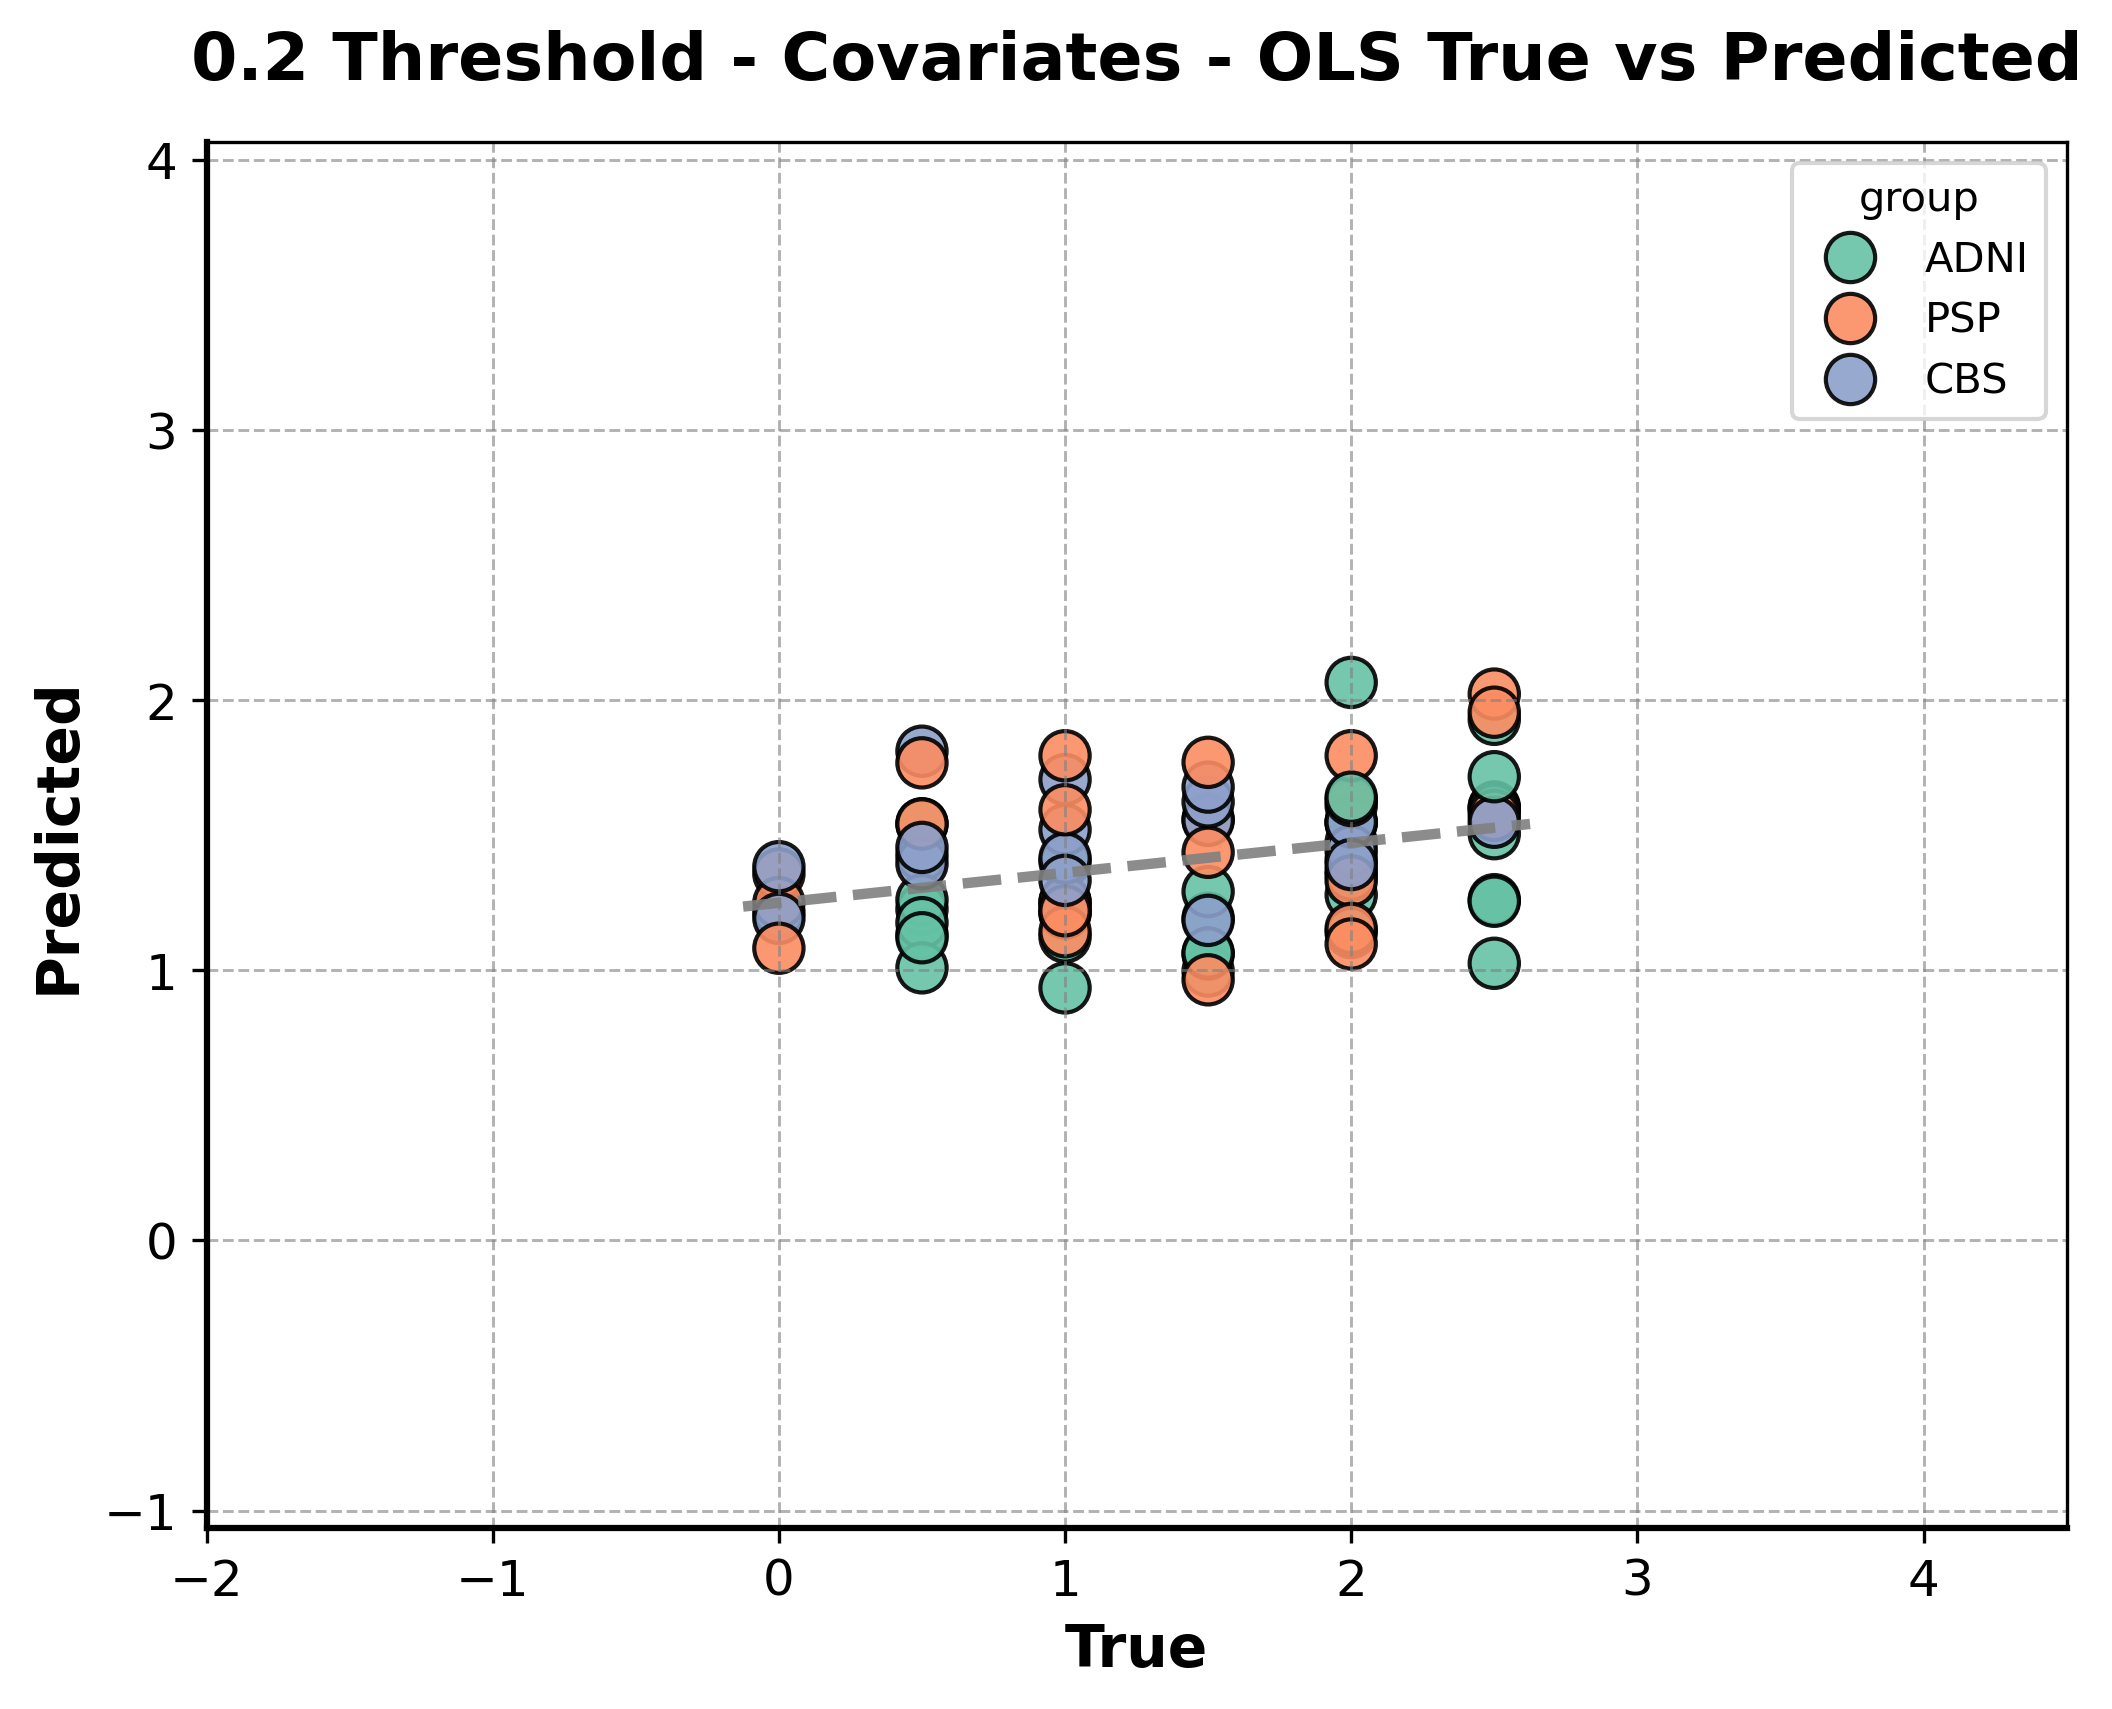 0.2 Threshold - Covariates - OLS True vs Predicted
group
ADNI
PSP
CBS
Predicted
4
3
2
1
0
−1
−2
−1
0
1
2
3
4
True